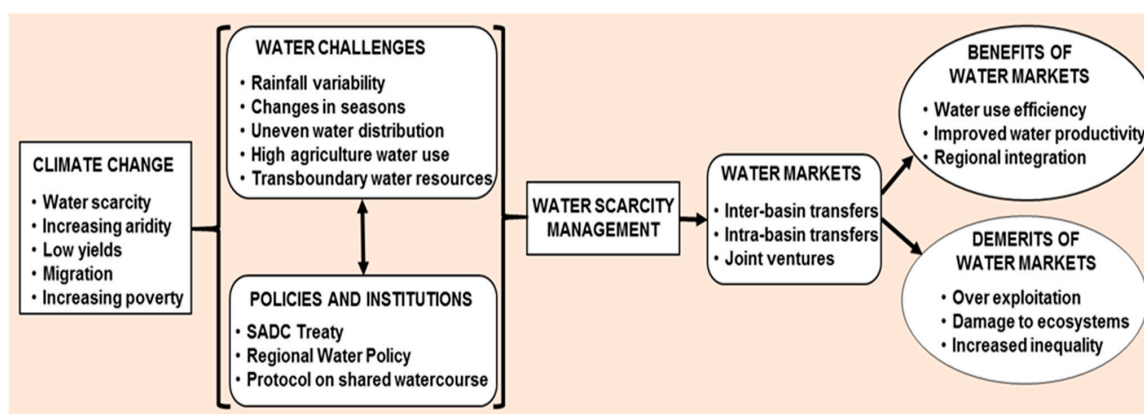 CLIMATE CHANGE
• Water scarcity
• Increasing aridity
• Low yields
• Migration
• Increasing poverty
WATER CHALLENGES
• Rainfall variability
• Changes in seasons
• Uneven water distribution
• High agriculture water use
• Transboundary water resources
POLICIES AND INSTITUTIONS
• SADC Treaty
• Regional Water Policy
• Protocol on shared watercourse
WATER SCARCITY
MANAGEMENT
WATER MARKETS
• Inter-basin transfers
• Intra-basin transfers
• Joint ventures
BENEFITS OF
WATER MARKETS
• Water use efficiency
• Improved water productivity
• Regional integration
DEMERITS OF
WATER MARKETS
• Over exploitation
• Damage to ecosystems
• Increased inequality